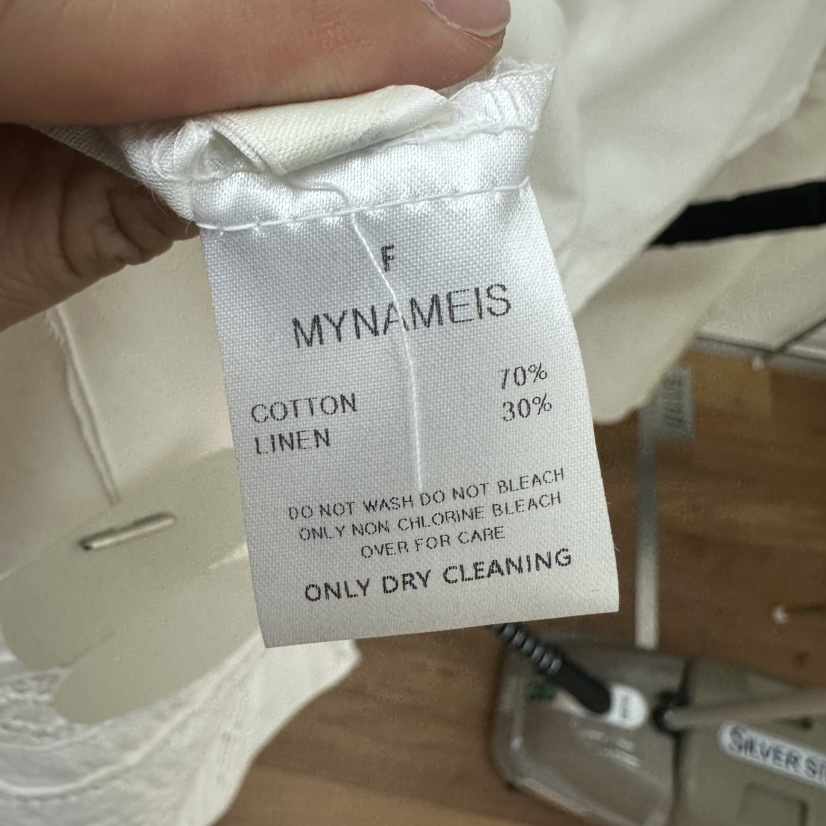 F
MYNAMEIS
COTTON 70%
LINEN 30%
DO NOT WASH DO NOT BLEACH
ONLY NON CHLORINE BLEACH
OVER FOR CARE
ONLY DRY CLEANING